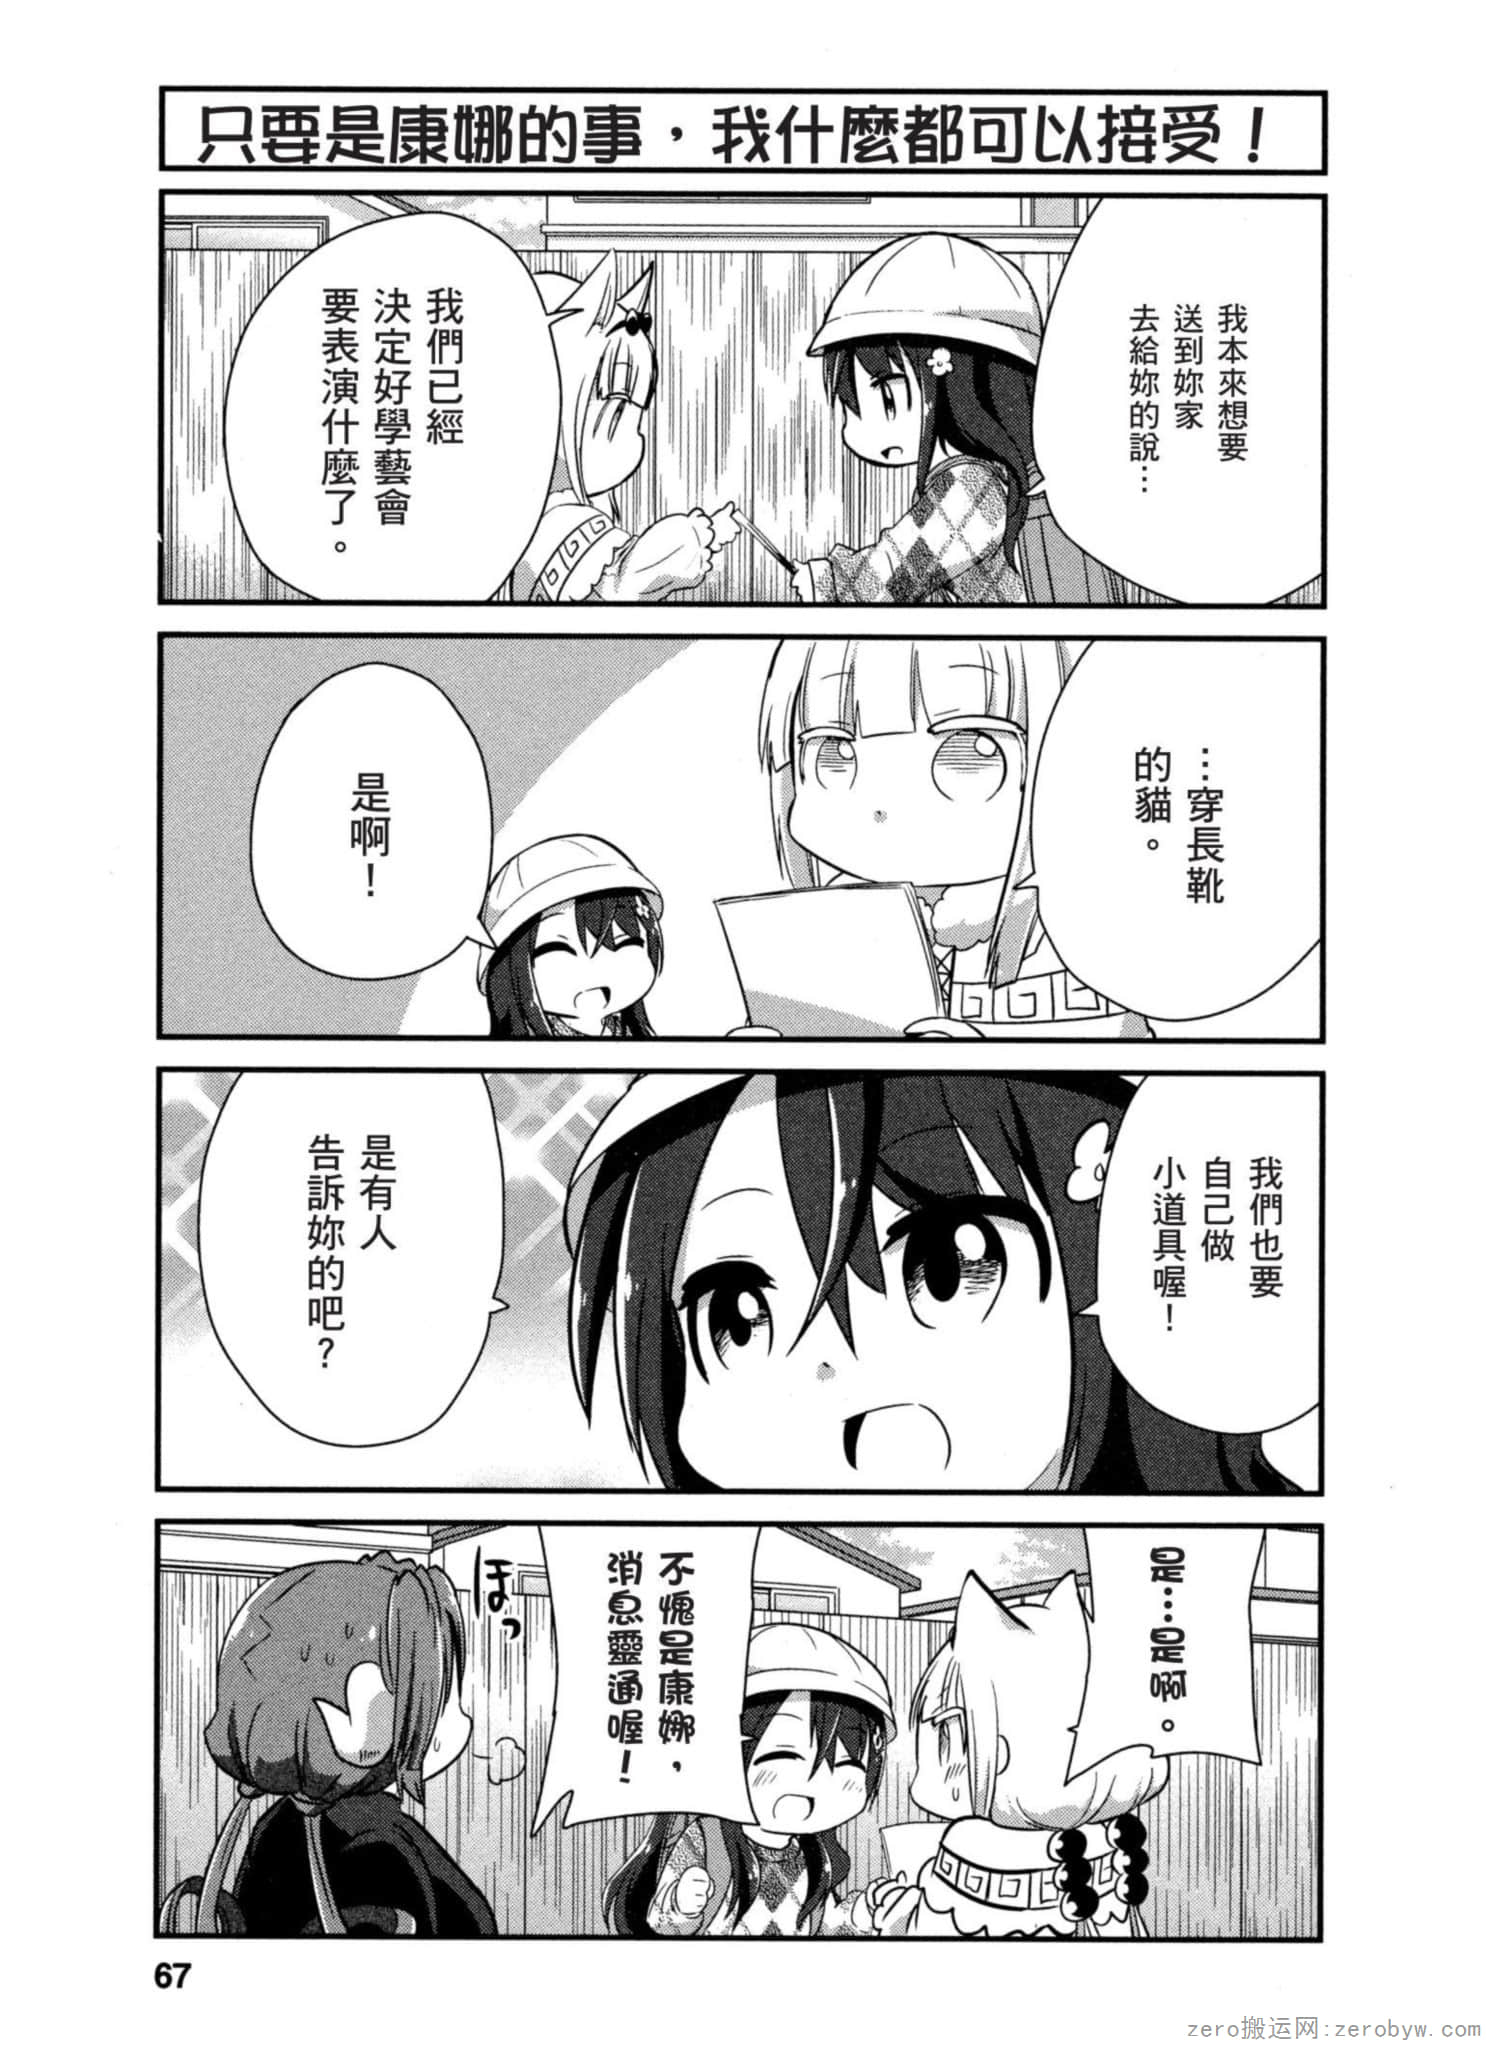 只要是康娜的事，我什麼都可以接受！
我本來想要
送到妳家
去給妳的說…
我們已經
決定好學藝會
要表演什麼了。
…穿長靴
的貓。
是啊！
我們也要
自己做
小道具喔！
是有人
告訴妳的吧？
是…是啊。
不愧是康娜，
消息靈通喔！
ほっ
67
zero搬运网:zerobyw.com